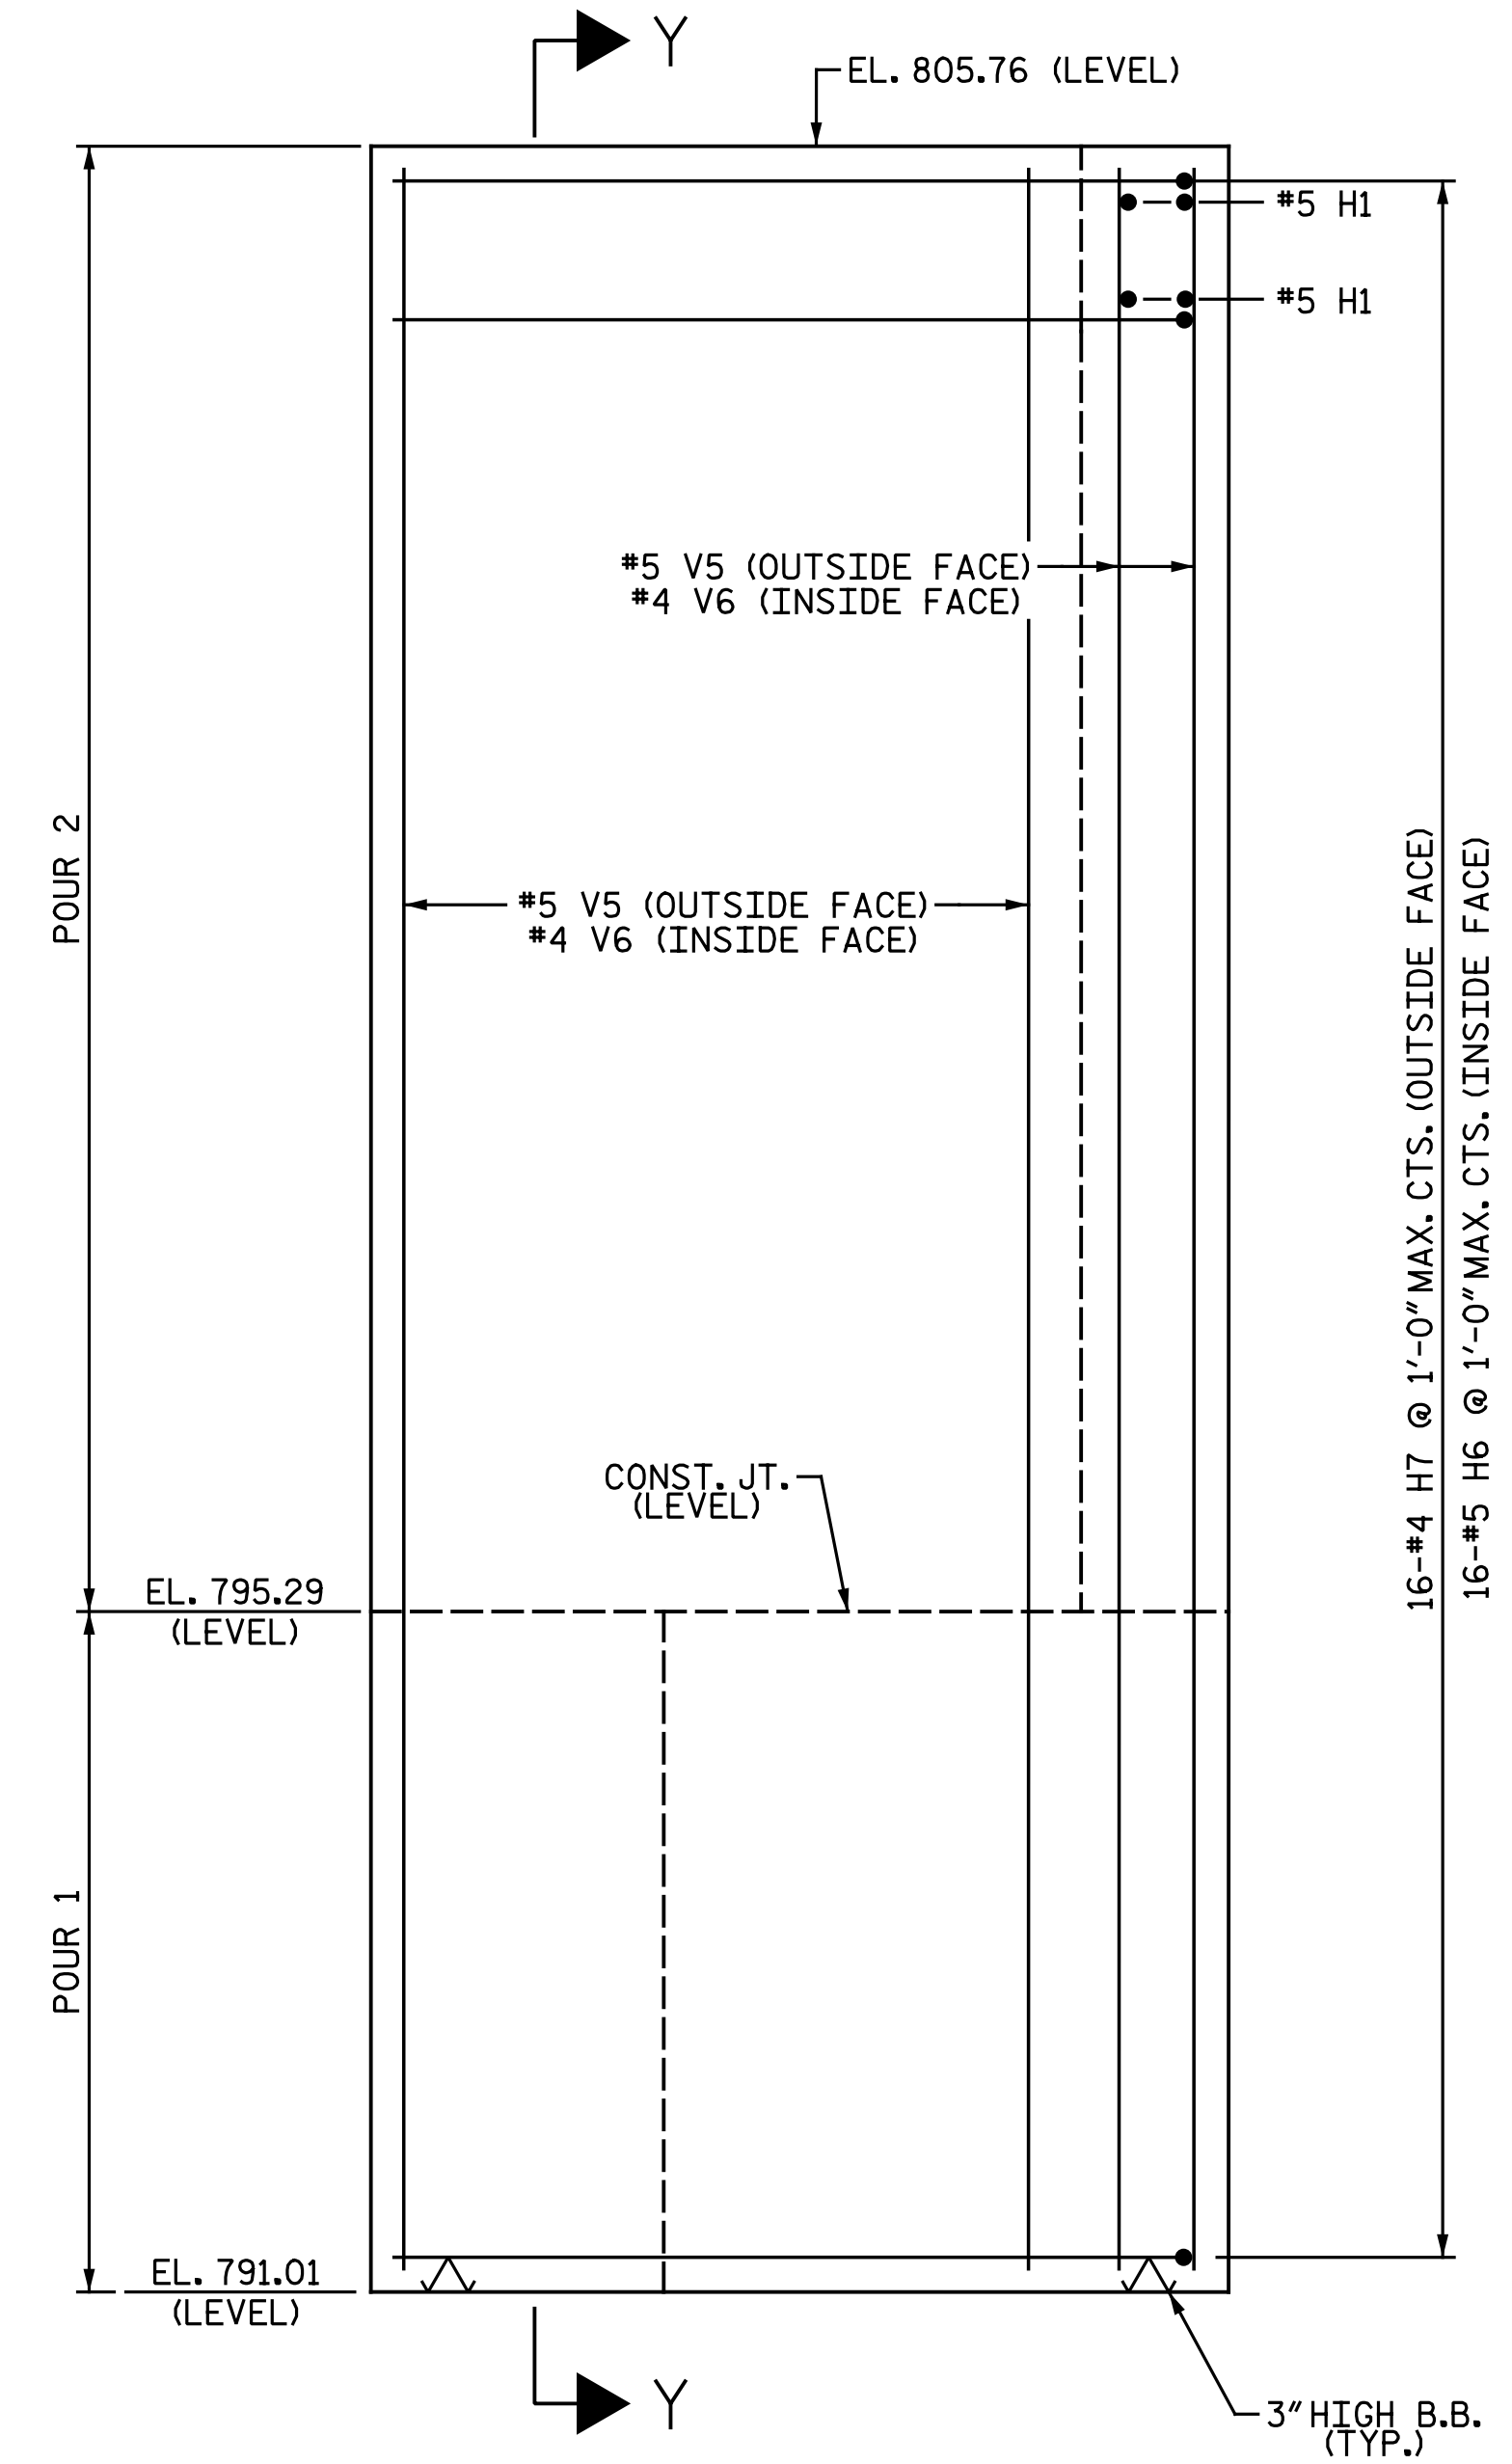 Y
EL. 805.76 (LEVEL)
#5 H1
#5 H1
#5 V5 (OUTSIDE FACE)
#4 V6 (INSIDE FACE)
POUR 2
#5 V5 (OUTSIDE FACE)
#4 V6 (INSIDE FACE)
16-#4 H7 @ 1'-0" MAX. CTS. (OUTSIDE FACE)
16-#5 H6 @ 1'-0" MAX. CTS. (INSIDE FACE)
CONST. JT.
(LEVEL)
EL. 795.29
(LEVEL)
POUR 1
EL. 791.01
(LEVEL)
Y
3" HIGH B.B.
(TYP.)